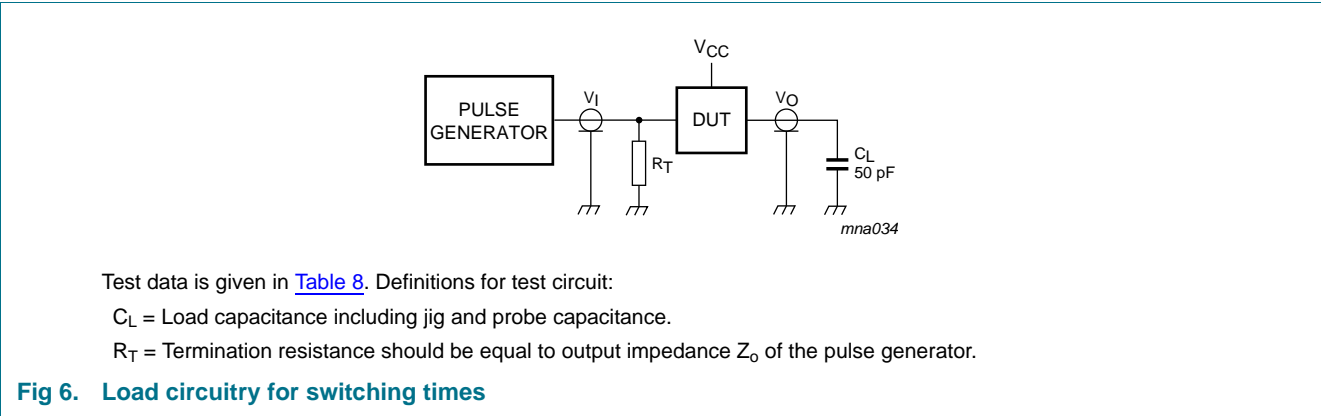 VCC
PULSE
GENERATOR
VI
DUT
VO
RT
CL
50 pF
mna034
Test data is given in Table 8. Definitions for test circuit:
CL = Load capacitance including jig and probe capacitance.
RT = Termination resistance should be equal to output impedance Zo of the pulse generator.
Fig 6. Load circuitry for switching times